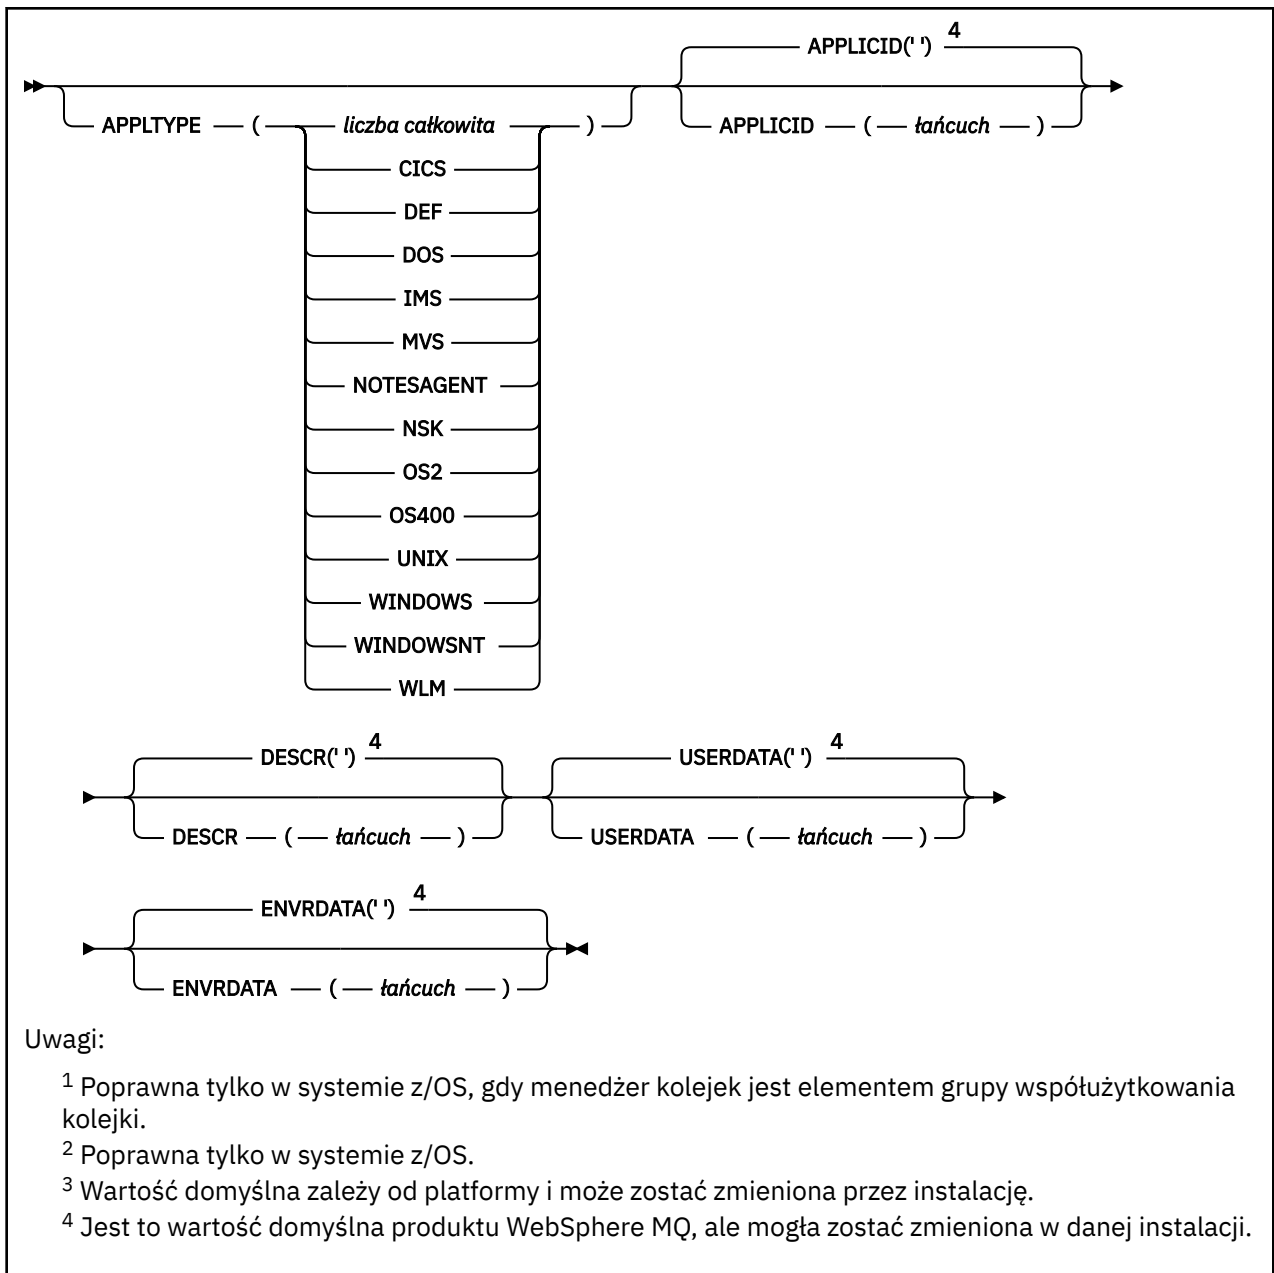 APPLICID(' ') 4
APPLTYPE ( liczba całkowita ) APPLICID ( łańcuch )
CICS
DEF
DOS
IMS
MVS
NOTESAGENT
NSK
OS2
OS400
UNIX
WINDOWS
WINDOWSNT
WLM
DESCR(' ') 4 USERDATA(' ') 4
DESCR ( łańcuch ) USERDATA ( łańcuch )
ENVRDATA(' ') 4
ENVRDATA ( łańcuch )
Uwagi:
1 Poprawna tylko w systemie z/OS, gdy menedżer kolejek jest elementem grupy współużytkowania
kolejki.
2 Poprawna tylko w systemie z/OS.
3 Wartość domyślna zależy od platformy i może zostać zmieniona przez instalację.
4 Jest to wartość domyślna produktu WebSphere MQ, ale mogła zostać zmieniona w danej instalacji.